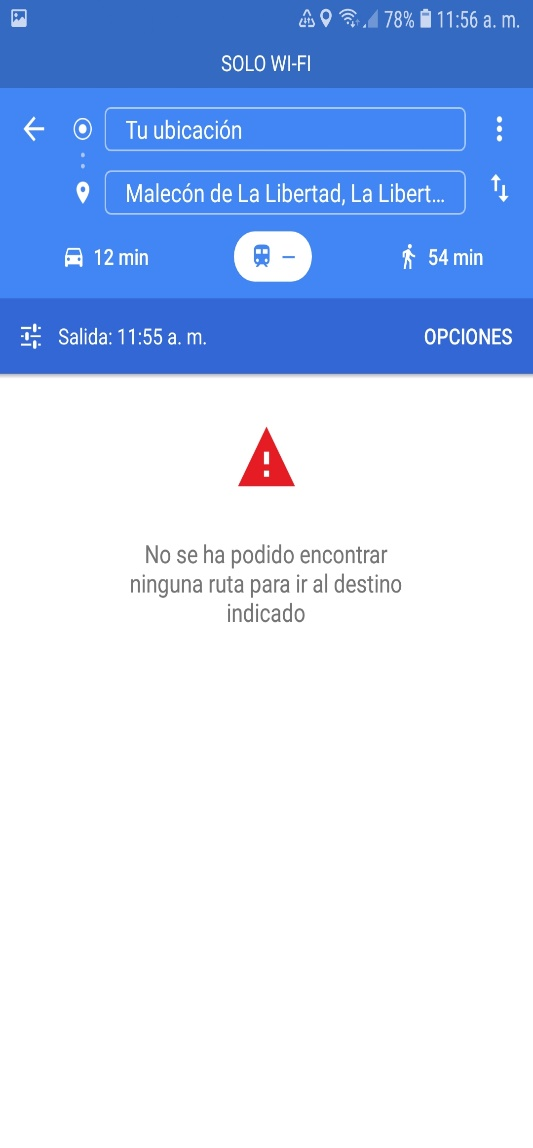 78% 11:56 a. m.
SOLO WI-FI
Tu ubicación
Malecón de La Libertad, La Libert...
12 min
–
54 min
Salida: 11:55 a. m.
OPCIONES
No se ha podido encontrar
ninguna ruta para ir al destino
indicado